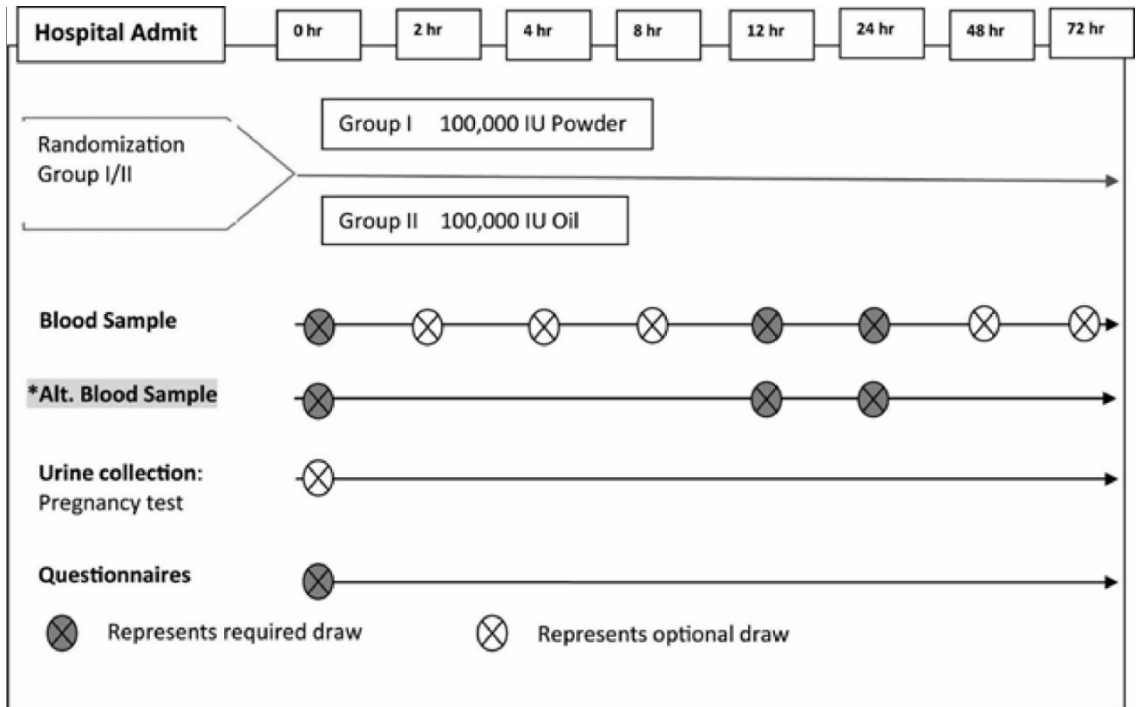 Hospital Admit
0 hr
2 hr
4 hr
8 hr
12 hr
24 hr
48 hr
72 hr
Randomization
Group I/II
Group I 100,000 IU Powder
Group II 100,000 IU Oil
Blood Sample
*Alt. Blood Sample
Urine collection:
Pregnancy test
Questionnaires
Represents required draw
Represents optional draw